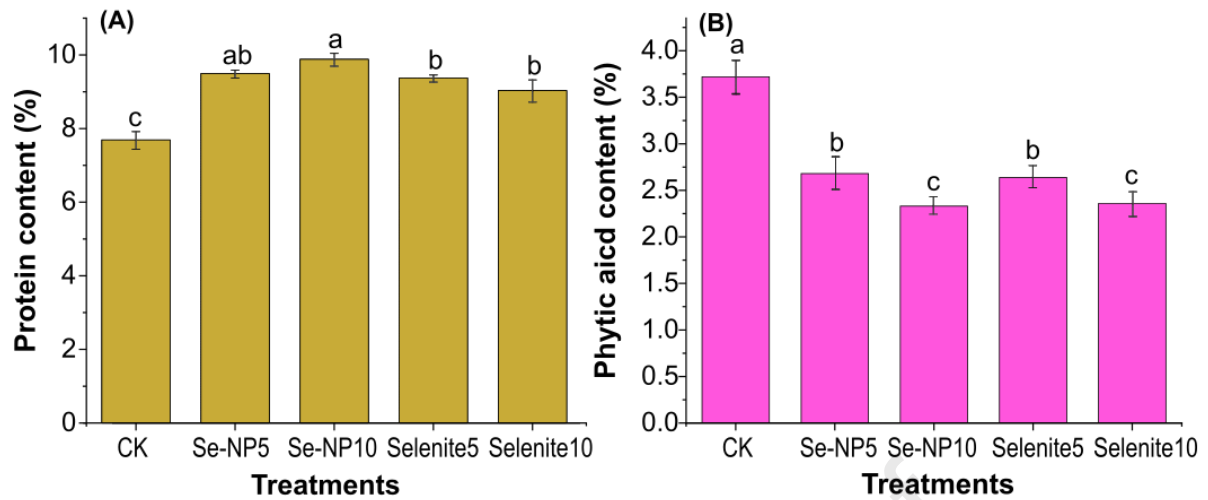 (A)
Protein content (%)
10
8
6
4
2
0
c
ab
a
b
b
CK
Se-NP5
Se-NP10
Selenite5
Selenite10
Treatments
(B)
Phytic aicd content (%)
4.0
3.5
3.0
2.5
2.0
1.5
1.0
0.5
0.0
a
b
c
b
c
CK
Se-NP5
Se-NP10
Selenite5
Selenite10
Treatments